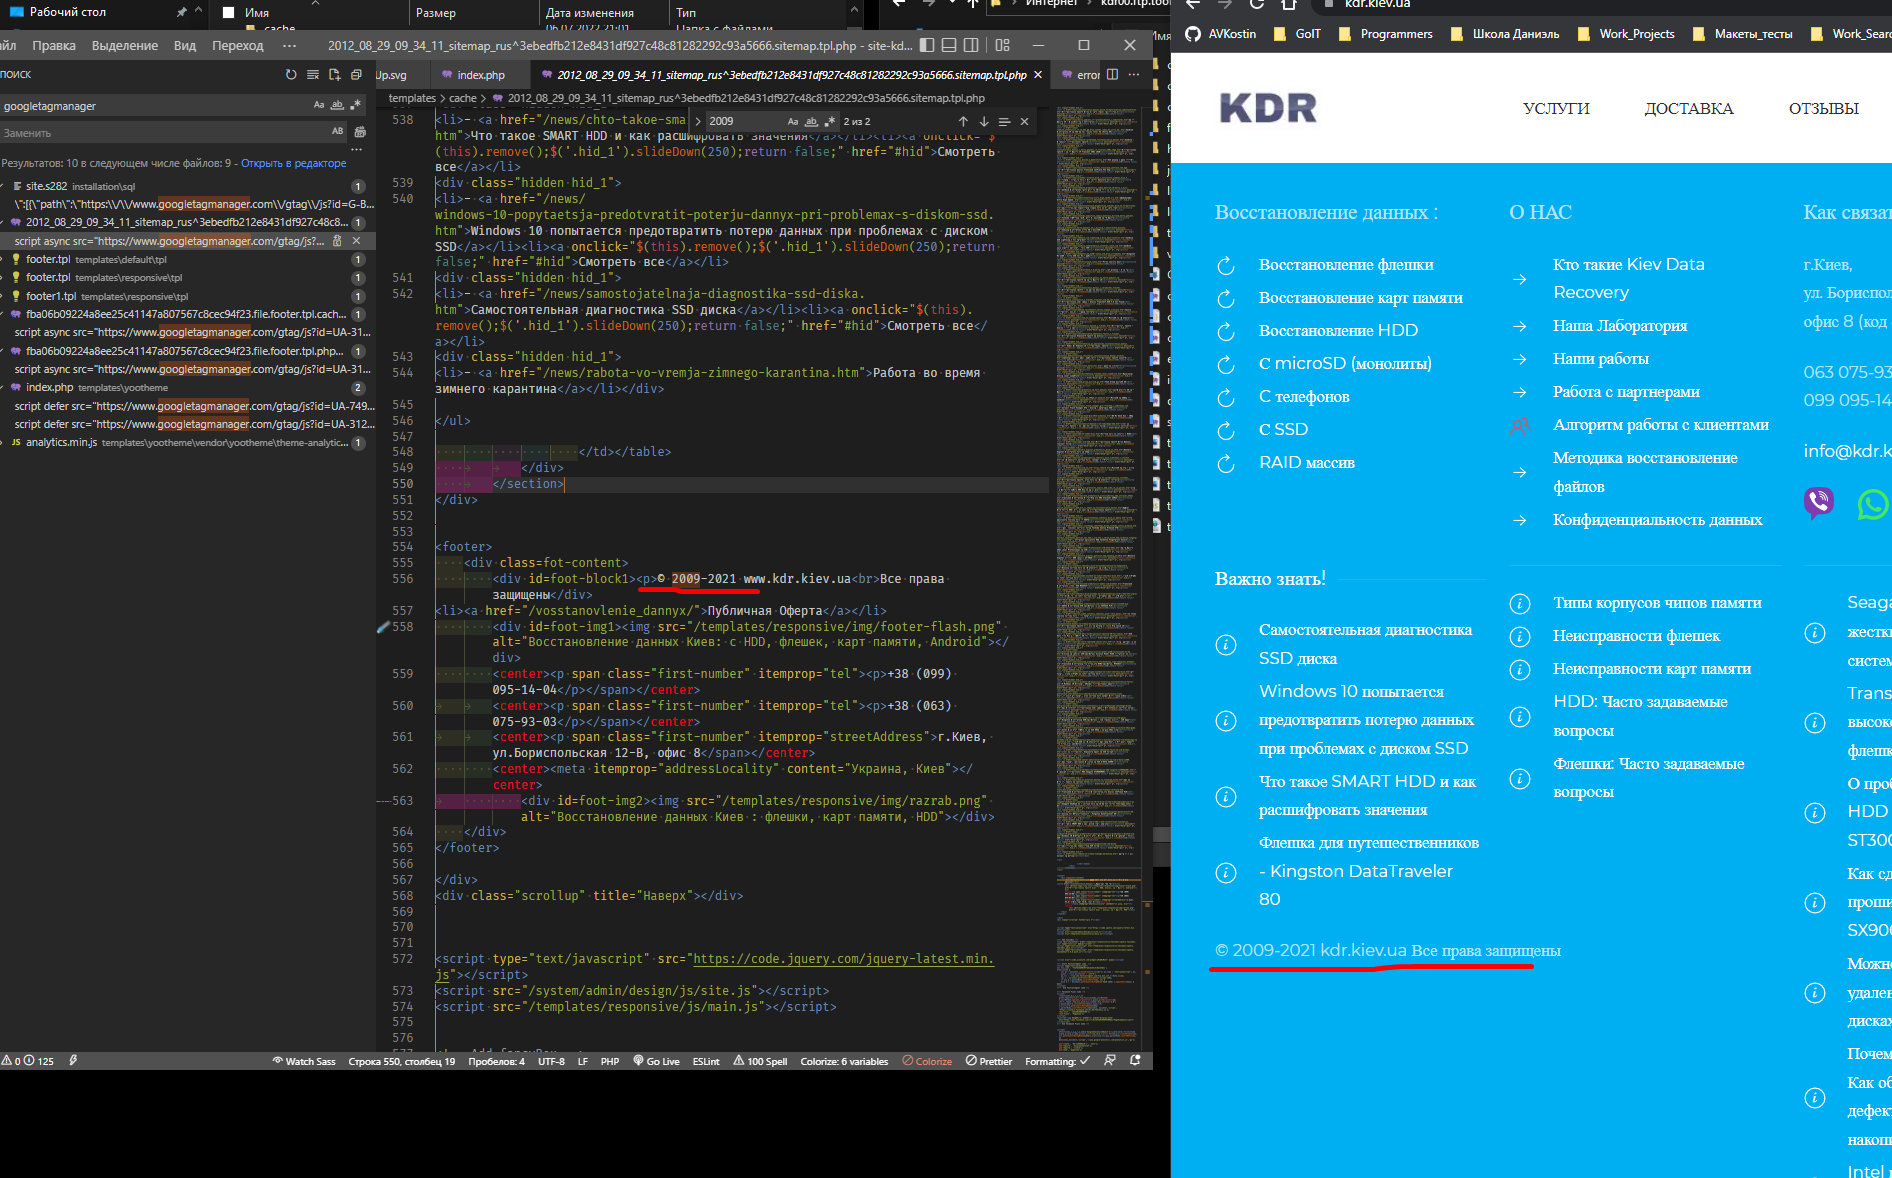 Рабочий стол
Имя
Размер
Дата изменения
Тип
Правка Выделение Вид Переход ···
2012_08_29_09_34_11_sitemap_rus^3ebedfb212e8431df927c48c81282292c93a5666.sitemap.tpl.php - site-kd...
kdr.kiev.ua
AVKostin GoIT Programmers Школа Даниэль Work_Projects Макеты_тесты Work_Searc
Up.svg
index.php
2012_08_29_09_34_11_sitemap_rus^3ebedfb212e8431df927c48c81282292c93a5666.sitemap.tpl.php
error
templates > cache > 2012_08_29_09_34_11_sitemap_rus^3ebedfb212e8431df927c48c81282292c93a5666.sitemap.tpl.php
googletagmanager
Заменить
Результатов: 10 в следующем числе файлов: 9 - Открыть в редакторе
site.s282 installation\sql 1
\":[{\"path\":\"https:\/\/www.googletagmanager.com\/gtag\/js?id=G-B...
2012_08_29_09_34_11_sitemap_rus^3ebedfb212e8431df927c48c8... 1
script async src="https://www.googletagmanager.com/gtag/js?...
footer.tpl templates\default\tpl 1
footer.tpl templates\responsive\tpl 1
footer1.tpl templates\responsive\tpl 1
fba06b09224a8ee25c41147a807567c8cec94f23.file.footer.tpl.cach... 1
script async src="https://www.googletagmanager.com/gtag/js?id=UA-31...
fba06b09224a8ee25c41147a807567c8cec94f23.file.footer.tpl.php... 1
script async src="https://www.googletagmanager.com/gtag/js?id=UA-31...
index.php templates\yootheme 2
script defer src="https://www.googletagmanager.com/gtag/js?id=UA-749...
script defer src="https://www.googletagmanager.com/gtag/js?id=UA-312...
analytics.min.js templates\yootheme\vendor\yootheme\theme-analytic... 1
2009
2 из 2
538 <li>- <a href="/news/chto-takoe-sma
htm">Что такое SMART HDD и как расшифровать значения</a></li><li><a onclick="$
(this).remove();$('.hid_1').slideDown(250);return false;" href="#hid">Смотреть
все</a></li>
539 <div class="hidden hid_1">
540 <li>- <a href="/news/
windows-10-popytaetsja-predotvratit-poterju-dannyx-pri-problemax-s-diskom-ssd.
htm">Windows 10 попытается предотвратить потерю данных при проблемах с диском
SSD</a></li><li><a onclick="$(this).remove();$('.hid_1').slideDown(250);return
false;" href="#hid">Смотреть все</a></li>
541 <div class="hidden hid_1">
542 <li>- <a href="/news/samostojatelnaja-diagnostika-ssd-diska.
htm">Самостоятельная диагностика SSD диска</a></li><li><a onclick="$(this).
remove();$('.hid_1').slideDown(250);return false;" href="#hid">Смотреть все</
a></li>
543 <div class="hidden hid_1">
544 <li>- <a href="/news/rabota-vo-vremja-zimnego-karantina.htm">Работа во время
зимнего карантина</a></li></div>
545
546 </ul>
547
548 </td></table>
549 </div>
550 </section>
551 </div>
552
553
554 <footer>
555 <div class=fot-content>
556 <div id=foot-block1><p>© 2009-2021 www.kdr.kiev.ua<br>Все права
защищены</div>
557 <li><a href="/vosstanovlenie_dannyx/">Публичная Оферта</a></li>
558 <div id=foot-img1><img src="/templates/responsive/img/footer-flash.png"
alt="Восстановление данных Киев: с HDD, флешек, карт памяти, Android"></
div>
559 <center><p span class="first-number" itemprop="tel"><p>+38 (099)
095-14-04</p></span></center>
560 <center><p span class="first-number" itemprop="tel"><p>+38 (063)
075-93-03</p></span></center>
561 <center><p span class="first-number" itemprop="streetAddress">г.Киев,
ул.Бориспольская 12-В, офис 8</span></center>
562 <center><meta itemprop="addressLocality" content="Украина, Киев"></
center>
563 <div id=foot-img2><img src="/templates/responsive/img/razrab.png"
alt="Восстановление данных Киев : флешки, карт памяти, HDD"></div>
564 </div>
565 </footer>
566
567 </div>
568 <div class="scrollup" title="Наверх"></div>
569
570
571
572 <script type="text/javascript" src="https://code.jquery.com/jquery-latest.min.
js"></script>
573 <script src="/system/admin/design/js/site.js"></script>
574 <script src="/templates/responsive/js/main.js"></script>
575
576
0 125
Watch Sass Строка 550, столбец 19 Пробелов: 4 UTF-8 LF PHP Go Live ESLint 100 Spell Colorize: 6 variables Colorize Prettier Formatting:
KDR
УСЛУГИ ДОСТАВКА ОТЗЫВЫ
Восстановление данных :
Восстановление флешки
Восстановление карт памяти
Восстановление HDD
С microSD (монолиты)
С телефонов
С SSD
RAID массив
О НАС
Кто такие Kiev Data
Recovery
Наша Лаборатория
Наши работы
Работа с партнерами
Алгоритм работы с клиентами
Методика восстановление
файлов
Конфиденциальность данных
Как связат
г.Киев,
ул. Бориспол
офис 8 (код
063 075-93
099 095-14
info@kdr.k
Важно знать!
Самостоятельная диагностика
SSD диска
Windows 10 попытается
предотвратить потерю данных
при проблемах с диском SSD
Что такое SMART HDD и как
расшифровать значения
Флешка для путешественников
- Kingston DataTraveler
80
Типы корпусов чипов памяти
Неисправности флешек
Неисправности карт памяти
HDD: Часто задаваемые
вопросы
Флешки: Часто задаваемые
вопросы
Seaga
жестки
систем
Trans
высоко
флешк
О проб
HDD
ST300
Как сд
проши
SX900
Можно
удален
дисках
Почем
Как об
дефект
накопи
Intel
© 2009-2021 kdr.kiev.ua Все права защищены